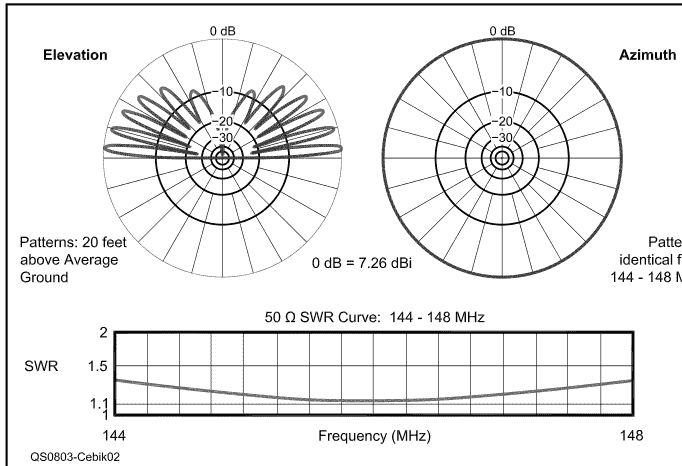 0 dB
0 dB
Elevation
Azimuth
−10
−20
−30
−10
−20
−30
Patterns: 20 feet
above Average
Ground
0 dB = 7.26 dBi
Patte
identical f
144 - 148 M
50 Ω SWR Curve: 144 - 148 MHz
2
SWR
1.5
1.1
1
144
Frequency (MHz)
148
QS0803-Cebik02